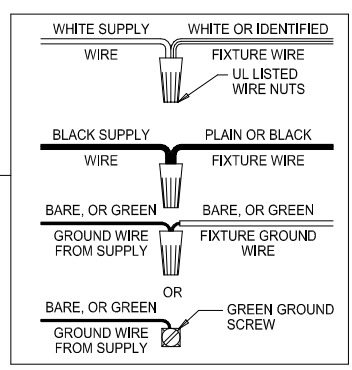 WHITE SUPPLY WHITE OR IDENTIFIED
WIRE FIXTURE WIRE
UL LISTED
WIRE NUTS
BLACK SUPPLY PLAIN OR BLACK
WIRE FIXTURE WIRE
BARE, OR GREEN BARE, OR GREEN
GROUND WIRE FIXTURE GROUND
FROM SUPPLY WIRE
OR
BARE, OR GREEN GREEN GROUND
SCREW
GROUND WIRE
FROM SUPPLY